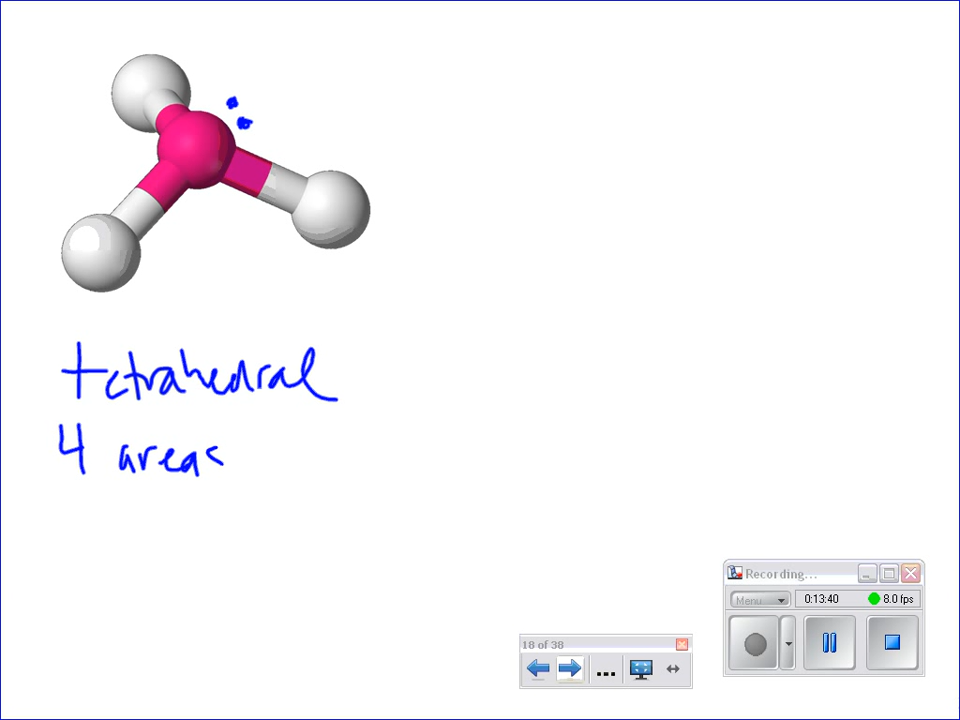 tetrahedral
4 areas
Recording...
Menu
0:13:40
8.0 fps
18 of 38
...